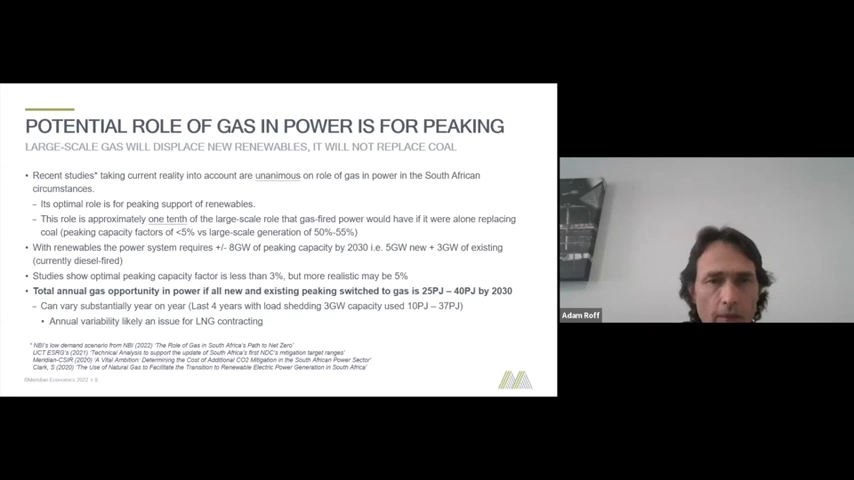 POTENTIAL ROLE OF GAS IN POWER IS FOR PEAKING
LARGE-SCALE GAS WILL DISPLACE NEW RENEWABLES, IT WILL NOT REPLACE COAL
• Recent studies* taking current reality into account are unanimous on role of gas in power in the South African
circumstances.
– Its optimal role is for peaking support of renewables.
– This role is approximately one tenth of the large-scale role that gas-fired power would have if it were alone replacing
coal (peaking capacity factors of <5% vs large-scale generation of 50%-55%)
• With renewables the power system requires +/- 8GW of peaking capacity by 2030 i.e. 5GW new + 3GW of existing
(currently diesel-fired)
• Studies show optimal peaking capacity factor is less than 3%, but more realistic may be 5%
• Total annual gas opportunity in power if all new and existing peaking switched to gas is 25PJ – 40PJ by 2030
– Can vary substantially year on year (Last 4 years with load shedding 3GW capacity used 10PJ – 37PJ)
• Annual variability likely an issue for LNG contracting
* NBI's low demand scenario from NBI (2022) 'The Role of Gas in South Africa's Path to Net Zero'
UCT ESRG's (2021) 'Technical Analysis to support the update of South Africa's first NDC's mitigation target ranges'
Meridian-CSIR (2020) 'A Vital Ambition: Determining the Cost of Additional CO2 Mitigation in the South African Power Sector'
Clark, S (2020) 'The Use of Natural Gas to Facilitate the Transition to Renewable Electric Power Generation in South Africa'
©Meridian Economics 2022 • 6
Adam Roff